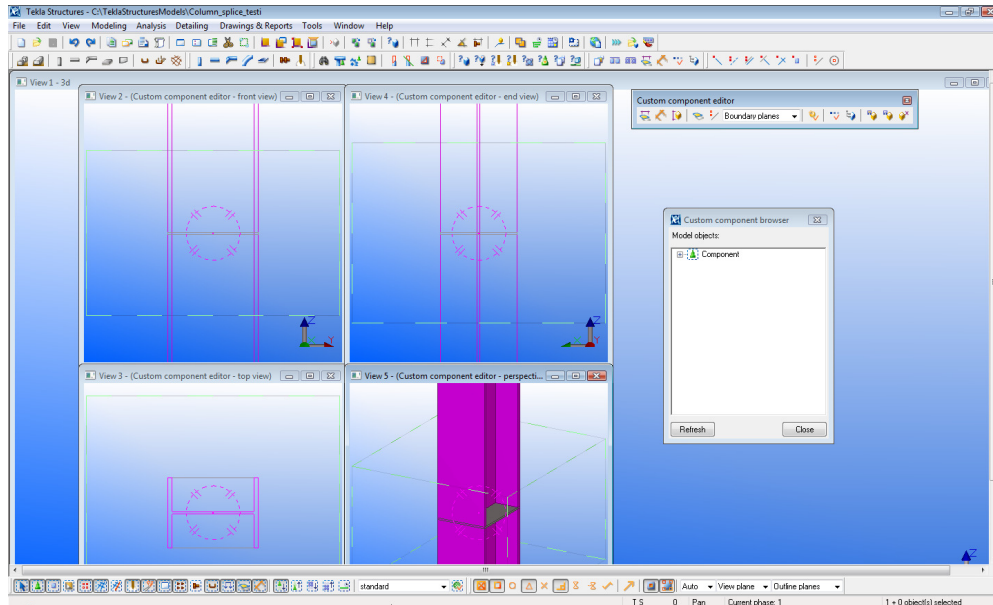 Tekla Structures - C:\TeklaStructuresModels\Column_splice_testi
File Edit View Modeling Analysis Detailing Drawings & Reports Tools Window Help
View 1 - 3d
View 2 - (Custom component editor - front view)
View 4 - (Custom component editor - end view)
Custom component editor
Boundary planes
Custom component browser
Model objects:
Component
Z
Y
Z
View 3 - (Custom component editor - top view)
View 5 - (Custom component editor - perspecti...
Refresh Close
Z
standard Auto View plane Outline planes
T S 0 Pan Current phase: 1 1 + 0 object(s) selected